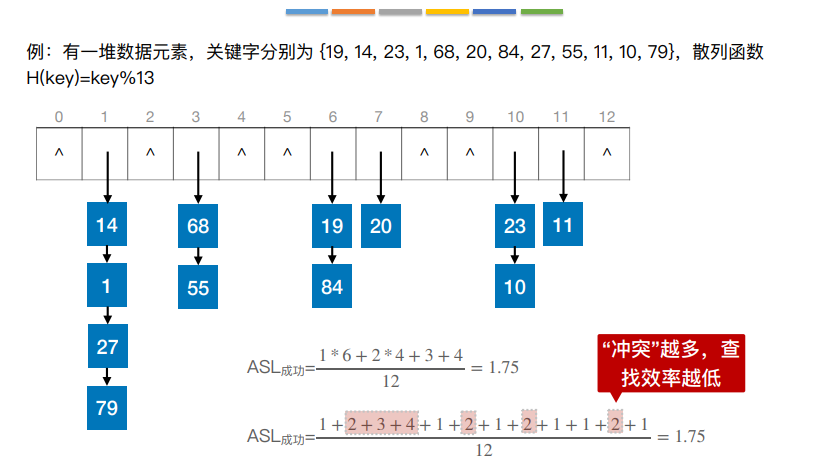 例：有一堆数据元素，关键字分别为 {19, 14, 23, 1, 68, 20, 84, 27, 55, 11, 10, 79}，散列函数
H(key)=key%13
0 1 2 3 4 5 6 7 8 9 10 11 12
^ ^ ^ ^ ^ ^ ^
14 68 19 20 23 11
1 55 84 10
27
79
ASL成功=(1*6+2*4+3+4)/12 = 1.75
“冲突”越多，查
找效率越低
ASL成功=(1+2+3+4+1+2+1+2+1+1+2+1)/12 = 1.75